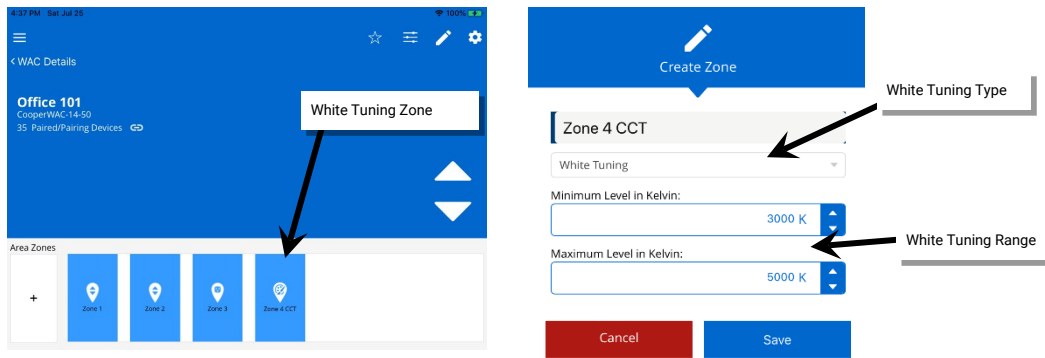 4:37 PM Sat Jul 25
100%
< WAC Details
Office 101
CooperWAC-14-50
35 Paired/Pairing Devices
White Tuning Zone
Area Zones
+
Zone 1
Zone 2
Zone 3
Zone 4 CCT
Create Zone
White Tuning Type
Zone 4 CCT
White Tuning
Minimum Level in Kelvin:
3000 K
White Tuning Range
Maximum Level in Kelvin:
5000 K
Cancel
Save